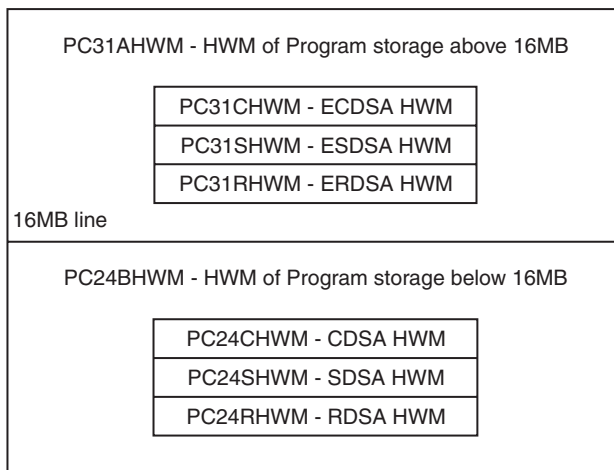 PC31AHWM - HWM of Program storage above 16MB
PC31CHWM - ECDSA HWM
PC31SHWM - ESDSA HWM
PC31RHWM - ERDSA HWM
16MB line
PC24BHWM - HWM of Program storage below 16MB
PC24CHWM - CDSA HWM
PC24SHWM - SDSA HWM
PC24RHWM - RDSA HWM